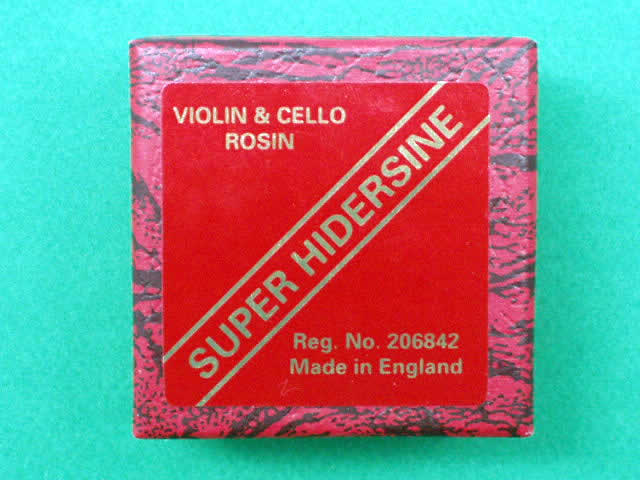 VIOLIN & CELLO
ROSIN
SUPER HIDERSINE
Reg. No. 206842
Made in England